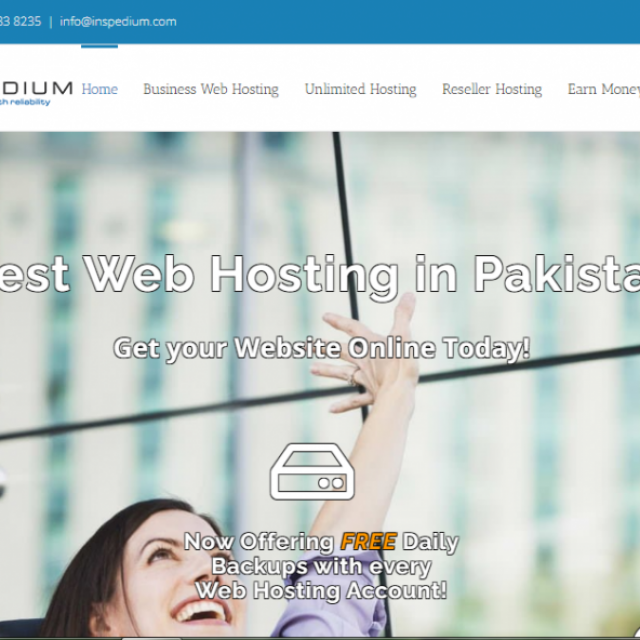 33 8235 | info@inspedium.com
DIUM
th reliability
Home Business Web Hosting Unlimited Hosting Reseller Hosting Earn Money
est Web Hosting in Pakista
Get your Website Online Today!
Now Offering FREE Daily
Backups with every
Web Hosting Account!